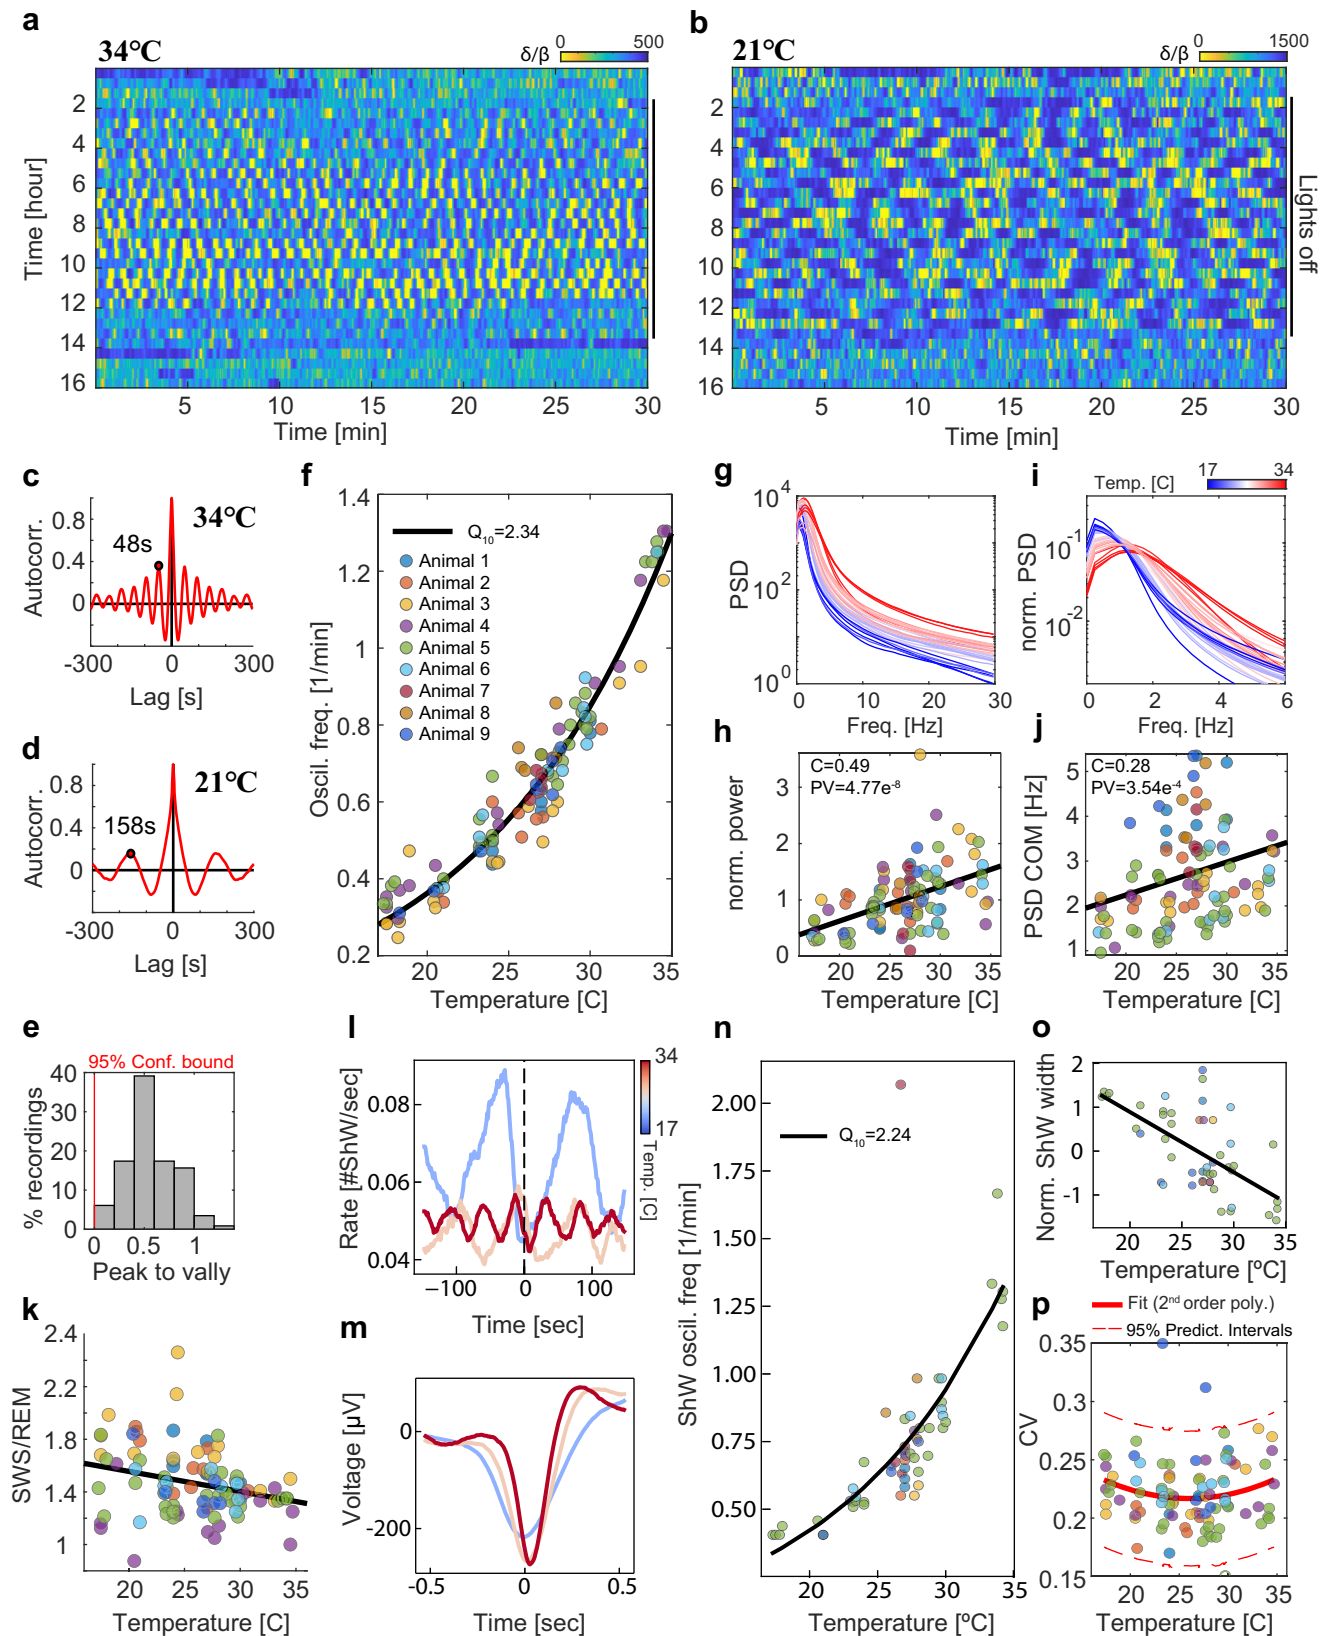 a
34°C
δ/β
0
500
2
4
6
8
10
12
14
16
Time [hour]
5
10
15
20
25
30
Time [min]
b
21°C
δ/β
0
1500
2
4
6
8
10
12
14
16
5
10
15
20
25
30
Time [min]
Lights off
c
34°C
48s
0.8
0.4
0
Autocorr.
-300
0
300
Lag [s]
d
21°C
158s
0.8
0.4
0
Autocorr.
-300
0
300
Lag [s]
f
1.4
1.2
1
0.8
0.6
0.4
0.2
Oscil. freq. [1/min]
Q10=2.34
Animal 1
Animal 2
Animal 3
Animal 4
Animal 5
Animal 6
Animal 7
Animal 8
Animal 9
20
25
30
35
Temperature [C]
g
10^4
10^2
10^0
PSD
0
10
20
30
Freq. [Hz]
i
Temp. [C]
17
34
10^-1
10^-2
norm. PSD
0
2
4
6
Freq. [Hz]
h
C=0.49
PV=4.77e^-8
3
2
1
0
norm. power
20
25
30
35
Temperature [C]
j
C=0.28
PV=3.54e^-4
5
4
3
2
1
PSD COM [Hz]
20
25
30
35
Temperature [C]
e
95% Conf. bound
40
30
20
10
0
% recordings
0
0.5
1
Peak to vally
l
34
17
Temp. [C]
0.08
0.06
0.04
Rate [#ShW/sec]
−100
0
100
Time [sec]
n
2.00
1.75
1.50
1.25
1.00
0.75
0.50
ShW oscil. freq [1/min]
Q10=2.24
20
25
30
35
Temperature [ºC]
o
2
1
0
-1
Norm. ShW width
20
25
30
35
Temperature [ºC]
k
2.4
2.2
1.8
1.4
1
SWS/REM
20
25
30
35
Temperature [C]
m
0
-200
Voltage [µV]
-0.5
0
0.5
Time [sec]
p
Fit (2nd order poly.)
95% Predict. Intervals
0.35
0.3
0.25
0.2
0.15
CV
20
25
30
35
Temperature [C]